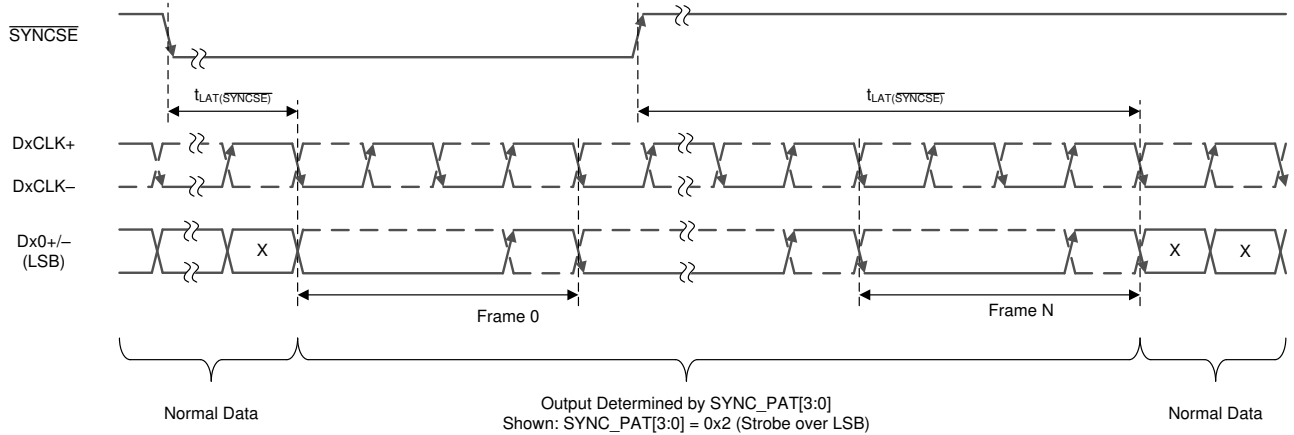 SYNCSE
tLAT(SYNCSE)
tLAT(SYNCSE)
DxCLK+
DxCLK–
Dx0+/–
(LSB)
X
X
X
Frame 0
Frame N
Normal Data
Output Determined by SYNC_PAT[3:0]
Shown: SYNC_PAT[3:0] = 0x2 (Strobe over LSB)
Normal Data